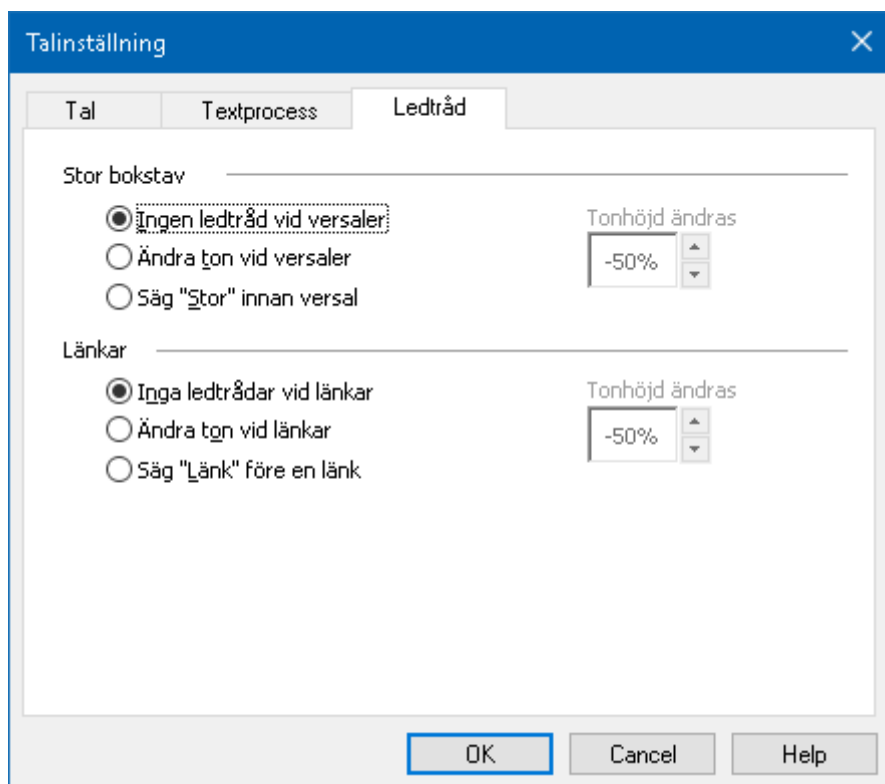 Talinställning
Tal Textprocess Ledtråd
Stor bokstav
Ingen ledtråd vid versaler Tonhöjd ändras
Ändra ton vid versaler -50%
Säg "Stor" innan versal
Länkar
Inga ledtrådar vid länkar Tonhöjd ändras
Ändra ton vid länkar -50%
Säg "Länk" före en länk
OK Cancel Help